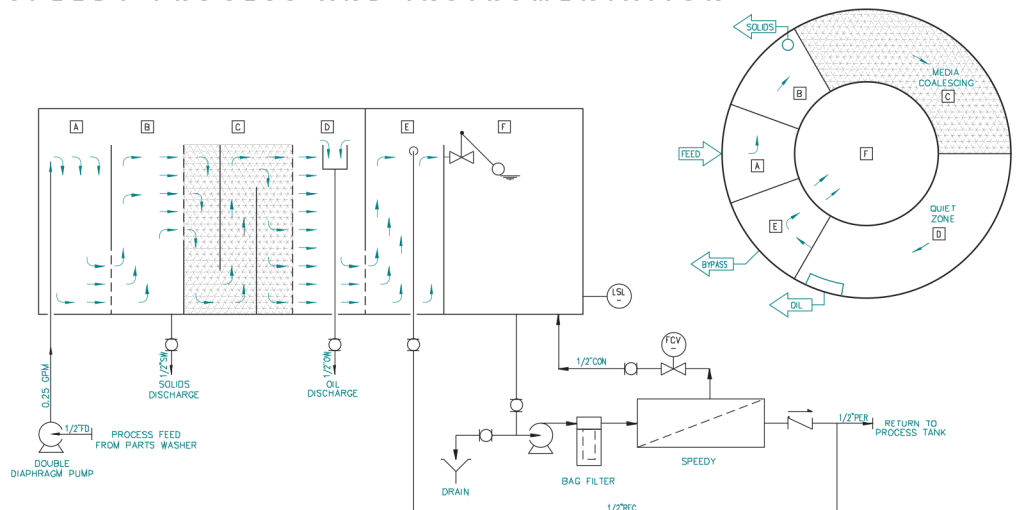 SOLIDS
MEDIA
COALESCING
C
B
A
F
FEED
QUIET
ZONE
D
E
BYPASS
OIL
A
B
C
D
E
F
LSL
-
FCV
-
1/2"CON
0.25 GPM
1/2"SW
1/2"OW
SOLIDS
DISCHARGE
OIL
DISCHARGE
1/2"FD
PROCESS FEED
FROM PARTS WASHER
DOUBLE
DIAPHRAGM PUMP
DRAIN
BAG FILTER
SPEEDY
1/2"PER
RETURN TO
PROCESS TANK